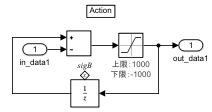 Action
+
-
1
in_data1
上限:1000
下限:-1000
1
out_data1
sigB
1
z